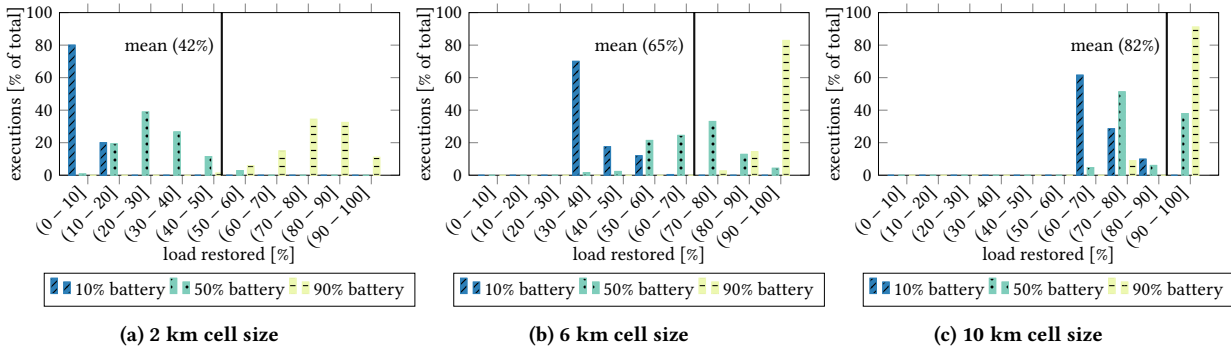 100
80
60
40
20
0
executions [% of total]
mean (42%)
(0 – 10]
(10 – 20]
(20 – 30]
(30 – 40]
(40 – 50]
(50 – 60]
(60 – 70]
(70 – 80]
(80 – 90]
(90 – 100]
load restored [%]
10% battery 50% battery 90% battery
(a) 2 km cell size
100
80
60
40
20
0
executions [% of total]
mean (65%)
(0 – 10]
(10 – 20]
(20 – 30]
(30 – 40]
(40 – 50]
(50 – 60]
(60 – 70]
(70 – 80]
(80 – 90]
(90 – 100]
load restored [%]
10% battery 50% battery 90% battery
(b) 6 km cell size
100
80
60
40
20
0
executions [% of total]
mean (82%)
(0 – 10]
(10 – 20]
(20 – 30]
(30 – 40]
(40 – 50]
(50 – 60]
(60 – 70]
(70 – 80]
(80 – 90]
(90 – 100]
load restored [%]
10% battery 50% battery 90% battery
(c) 10 km cell size